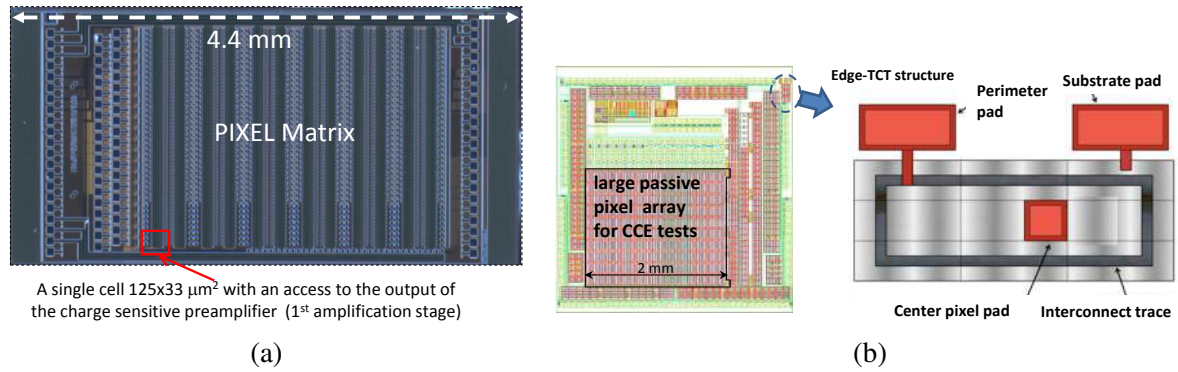 4.4 mm
PIXEL Matrix
A single cell 125x33 μm² with an access to the output of
the charge sensitive preamplifier (1st amplification stage)
(a)
large passive
pixel array
for CCE tests
2 mm
Edge-TCT structure
Perimeter
pad
Substrate pad
Center pixel pad
Interconnect trace
(b)